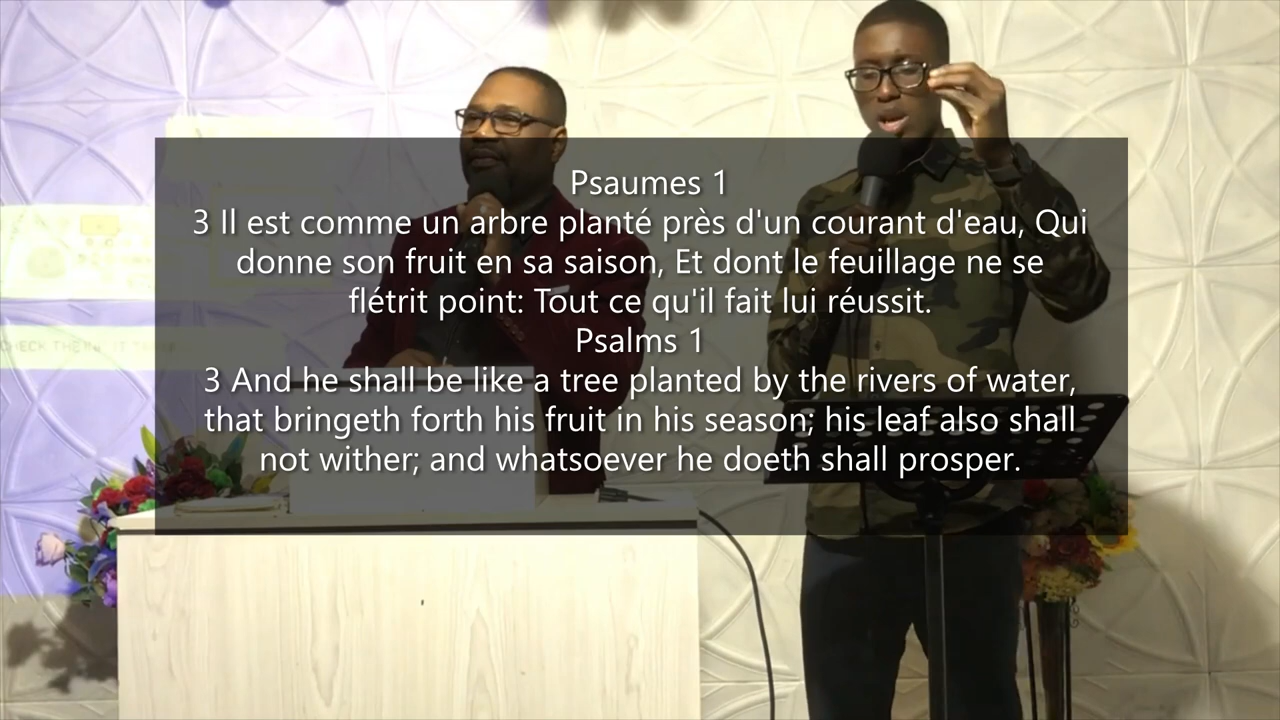 Psaumes 1
3 Il est comme un arbre planté près d'un courant d'eau, Qui
donne son fruit en sa saison, Et dont le feuillage ne se
flétrit point: Tout ce qu'il fait lui réussit.
Psalms 1
3 And he shall be like a tree planted by the rivers of water,
that bringeth forth his fruit in his season; his leaf also shall
not wither; and whatsoever he doeth shall prosper.
CHECK THE